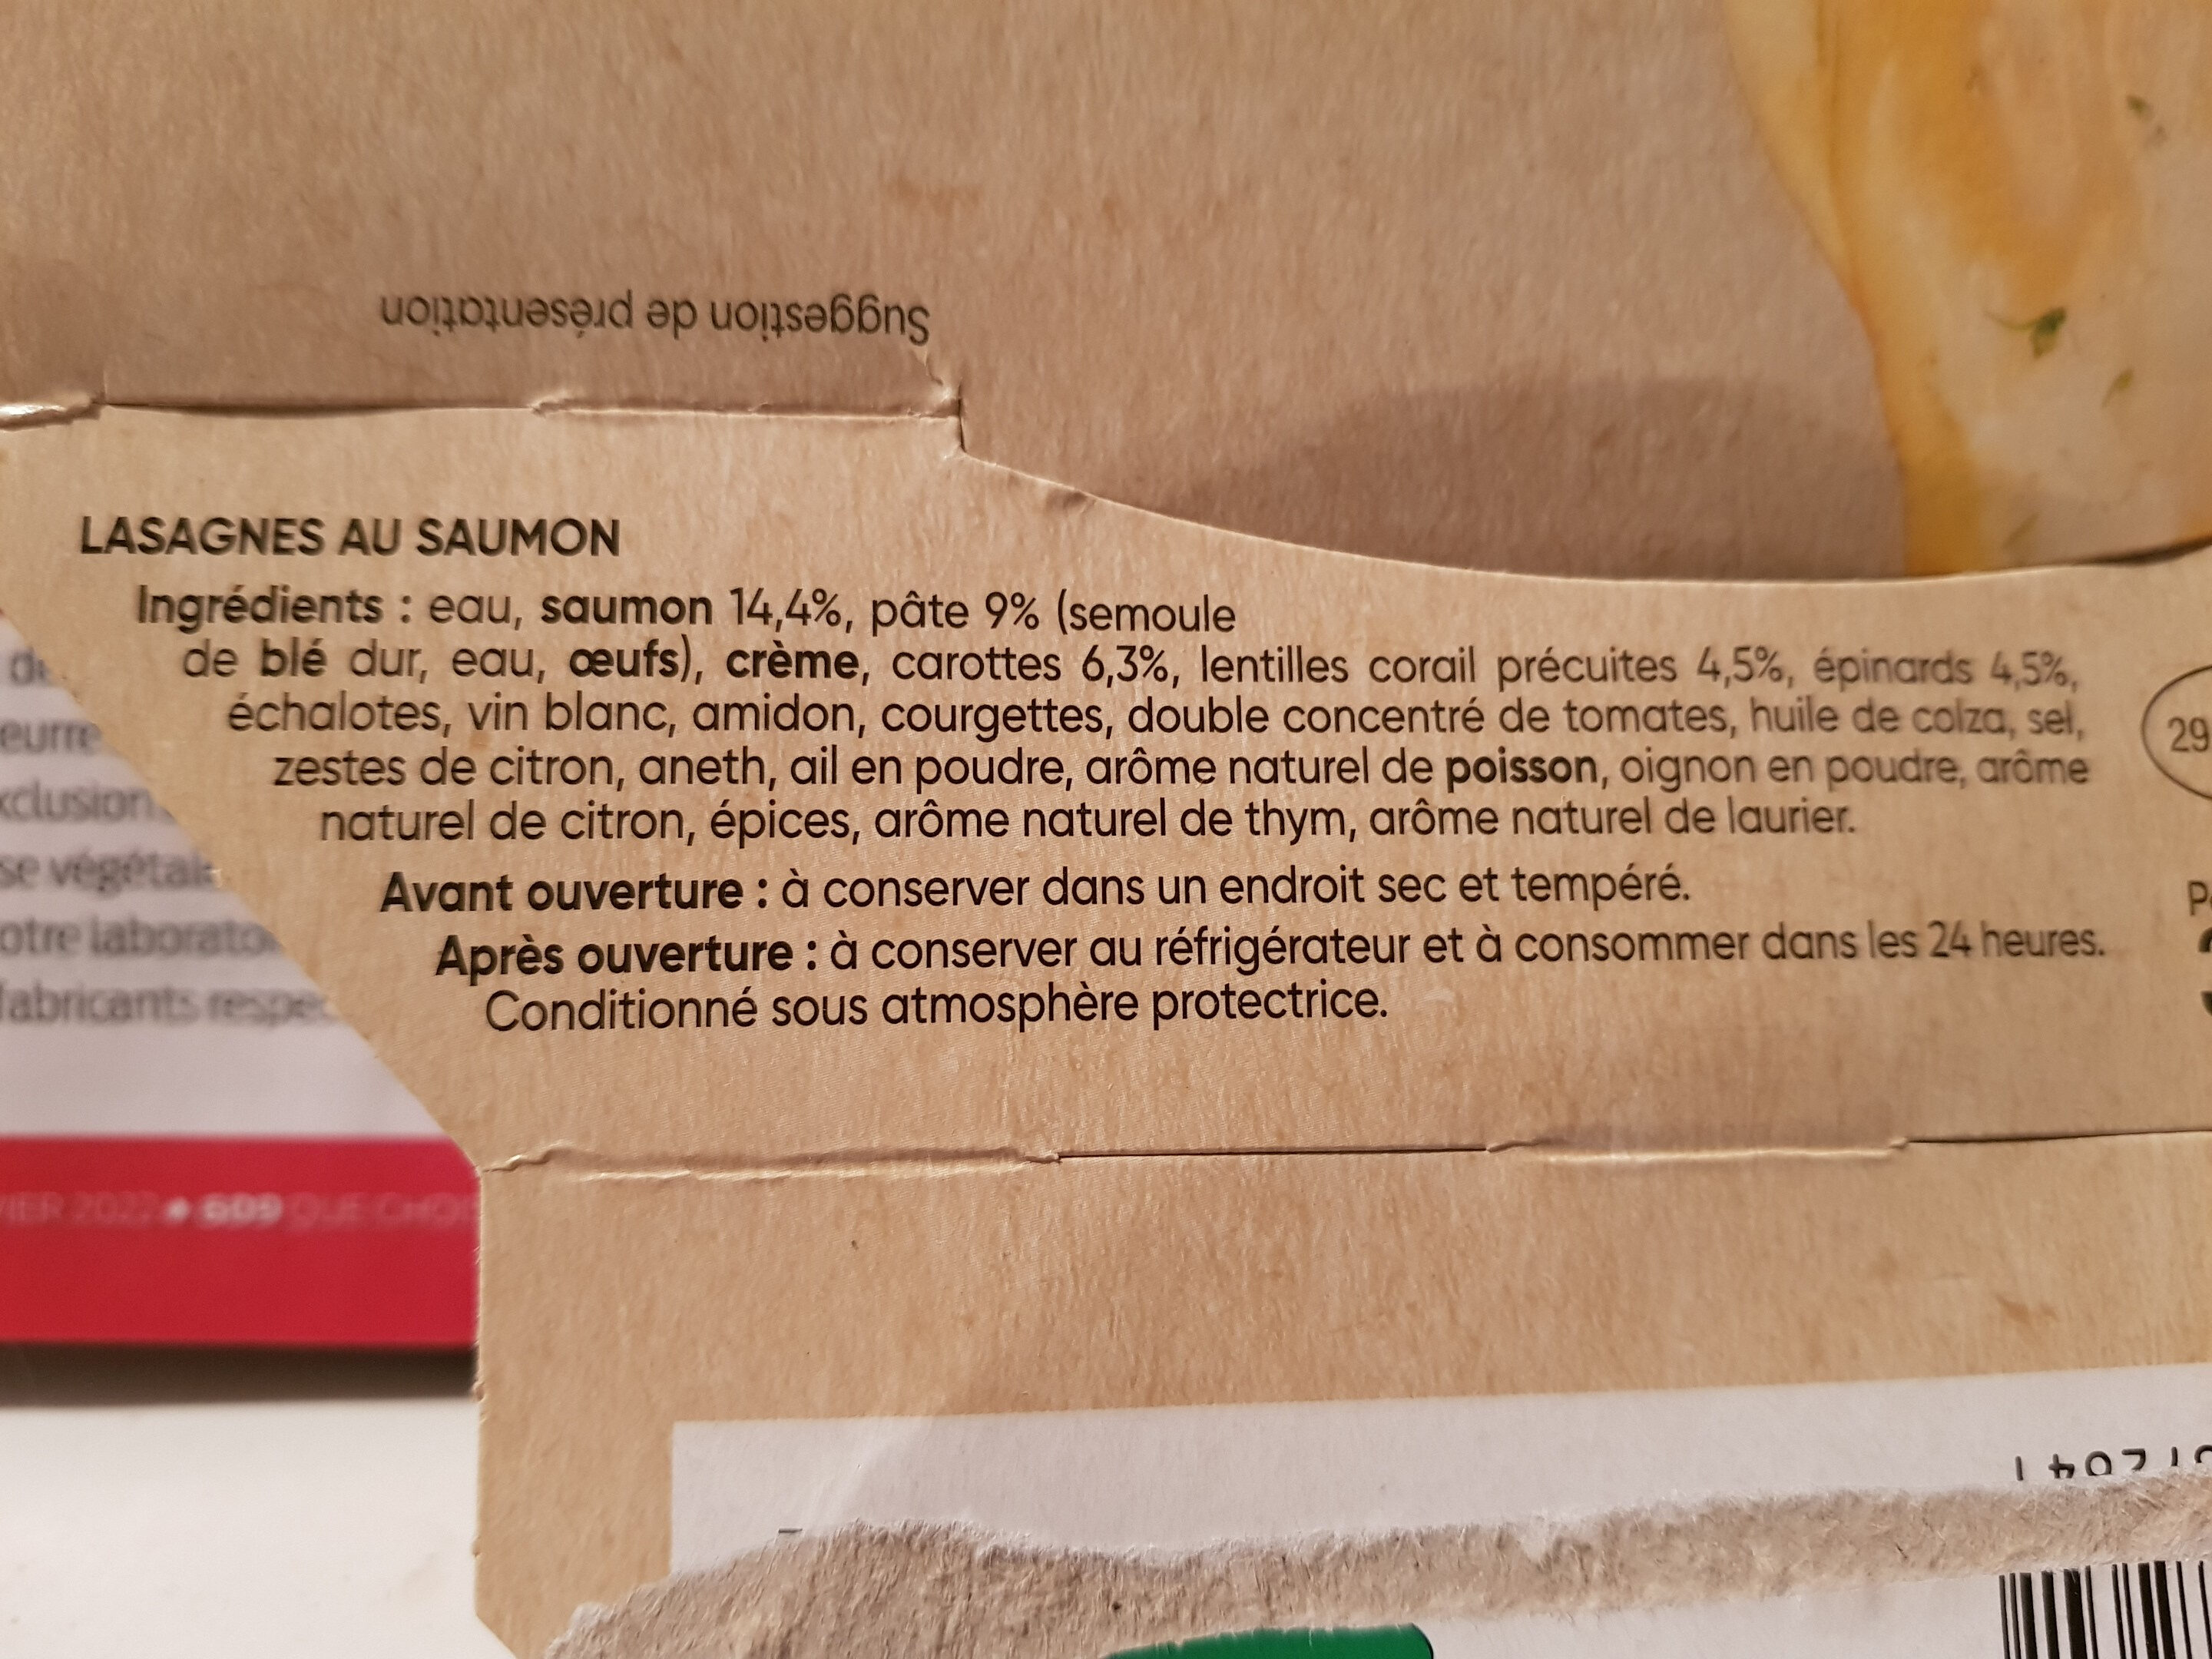 Suggestion de présentation
LASAGNES AU SAUMON
Ingrédients : eau, saumon 14,4%, pâte 9% (semoule
de blé dur, eau, œufs), crème, carottes 6,3%, lentilles corail précuites 4,5%, épinards 4,5%,
échalotes, vin blanc, amidon, courgettes, double concentré de tomates, huile de colza, sel,
zestes de citron, aneth, ail en poudre, arôme naturel de poisson, oignon en poudre, arôme
naturel de citron, épices, arôme naturel de thym, arôme naturel de laurier.
Avant ouverture : à conserver dans un endroit sec et tempéré.
Après ouverture : à conserver au réfrigérateur et à consommer dans les 24 heures.
Conditionné sous atmosphère protectrice.
29
2022 • 609 QUE